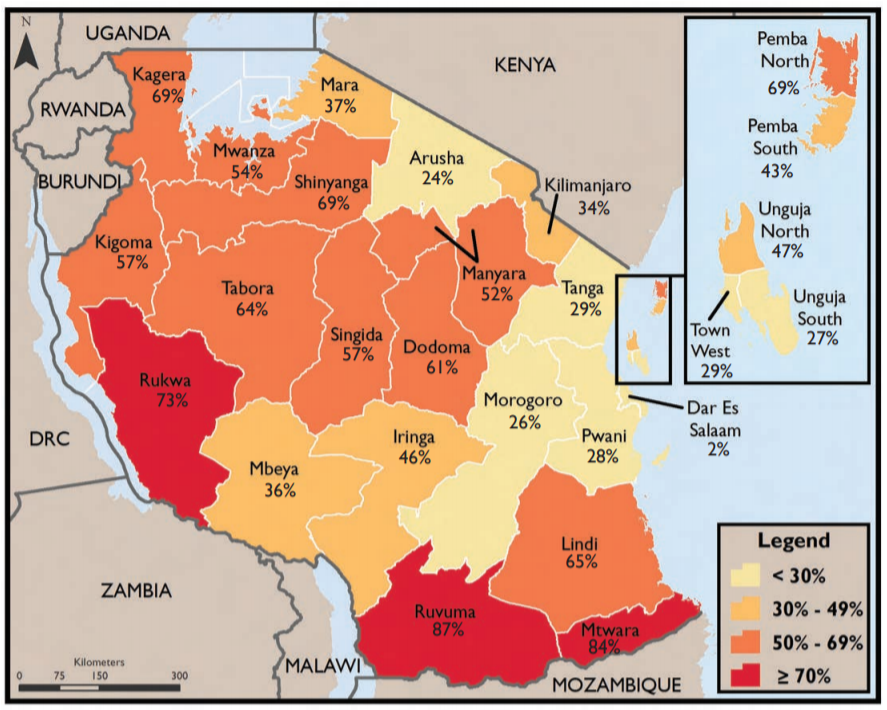 N
UGANDA
KENYA
RWANDA
BURUNDI
DRC
ZAMBIA
MALAWI
MOZAMBIQUE
Kagera
69%
Mara
37%
Mwanza
54%
Arusha
24%
Shinyanga
69%
Kilimanjaro
34%
Kigoma
57%
Tabora
64%
Manyara
52%
Tanga
29%
Singida
57%
Dodoma
61%
Rukwa
73%
Morogoro
26%
Dar Es
Salaam
2%
Pwani
28%
Iringa
46%
Mbeya
36%
Lindi
65%
Ruvuma
87%
Mtwara
84%
Pemba
North
69%
Pemba
South
43%
Unguja
North
47%
Unguja
South
27%
Town
West
29%
Legend
< 30%
30% - 49%
50% - 69%
≥ 70%
Kilometers
0 75 150 300